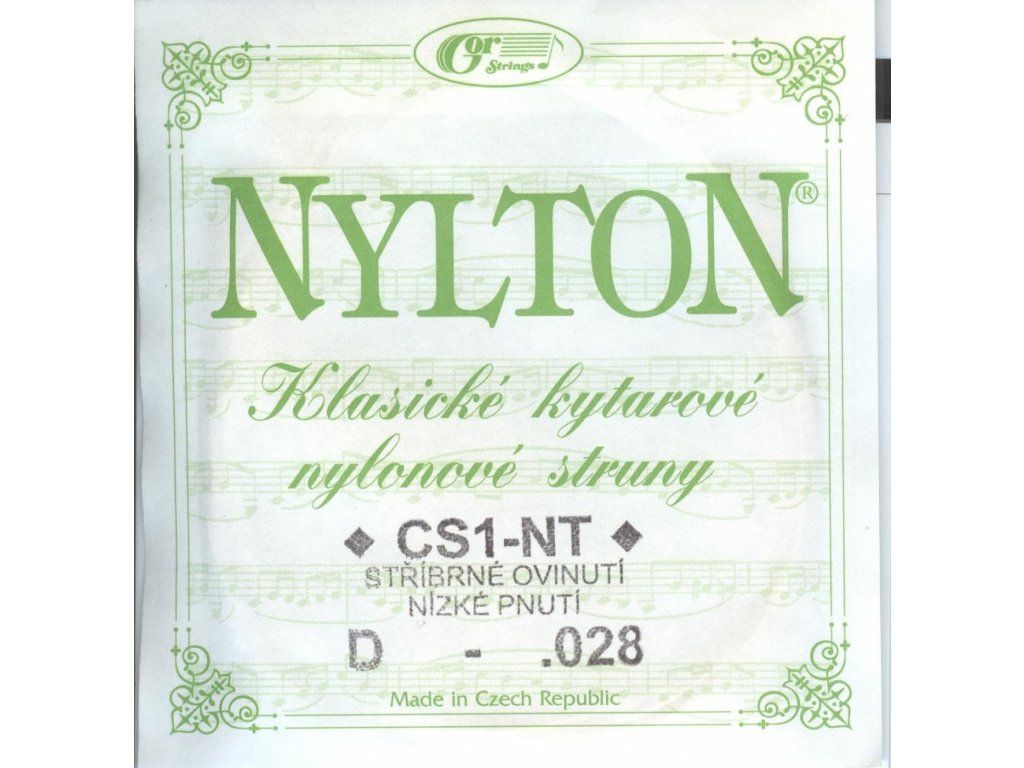 Gor
Strings
NYLTON®
Klasické kytarové
nylonové struny
◆ CS1-NT ◆
STŘÍBRNÉ OVINUTÍ
NÍZKÉ PNUTÍ
D - .028
Made in Czech Republic